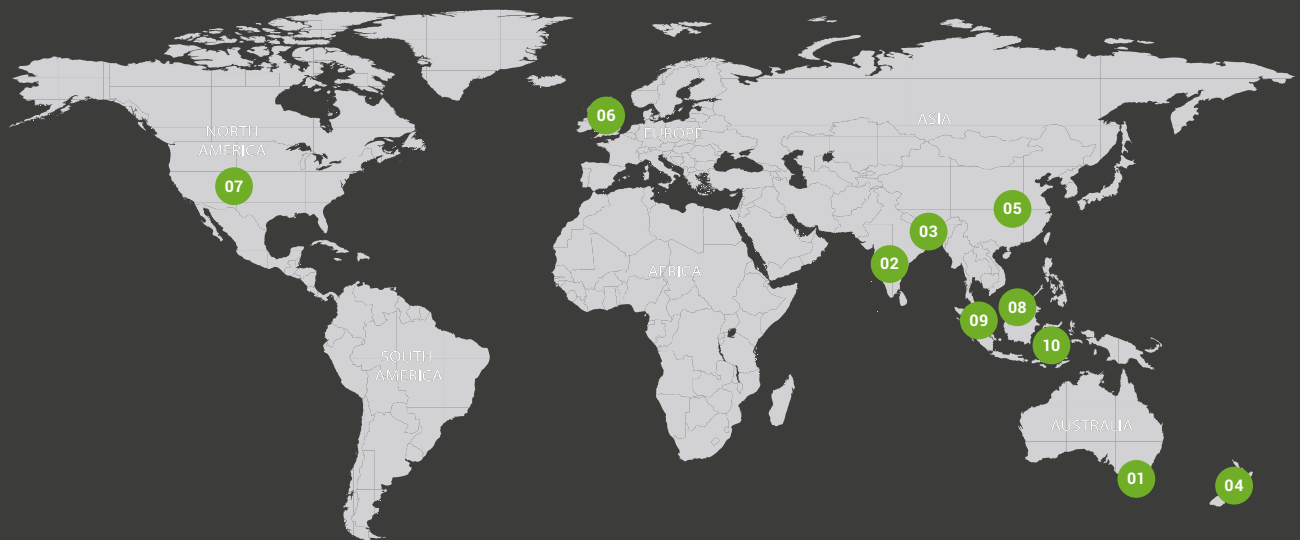 NORTH
AMERICA
07
06
EUROPE
ASIA
05
03
02
AFRICA
08
09
10
SOUTH
AMERICA
AUSTRALIA
01
04